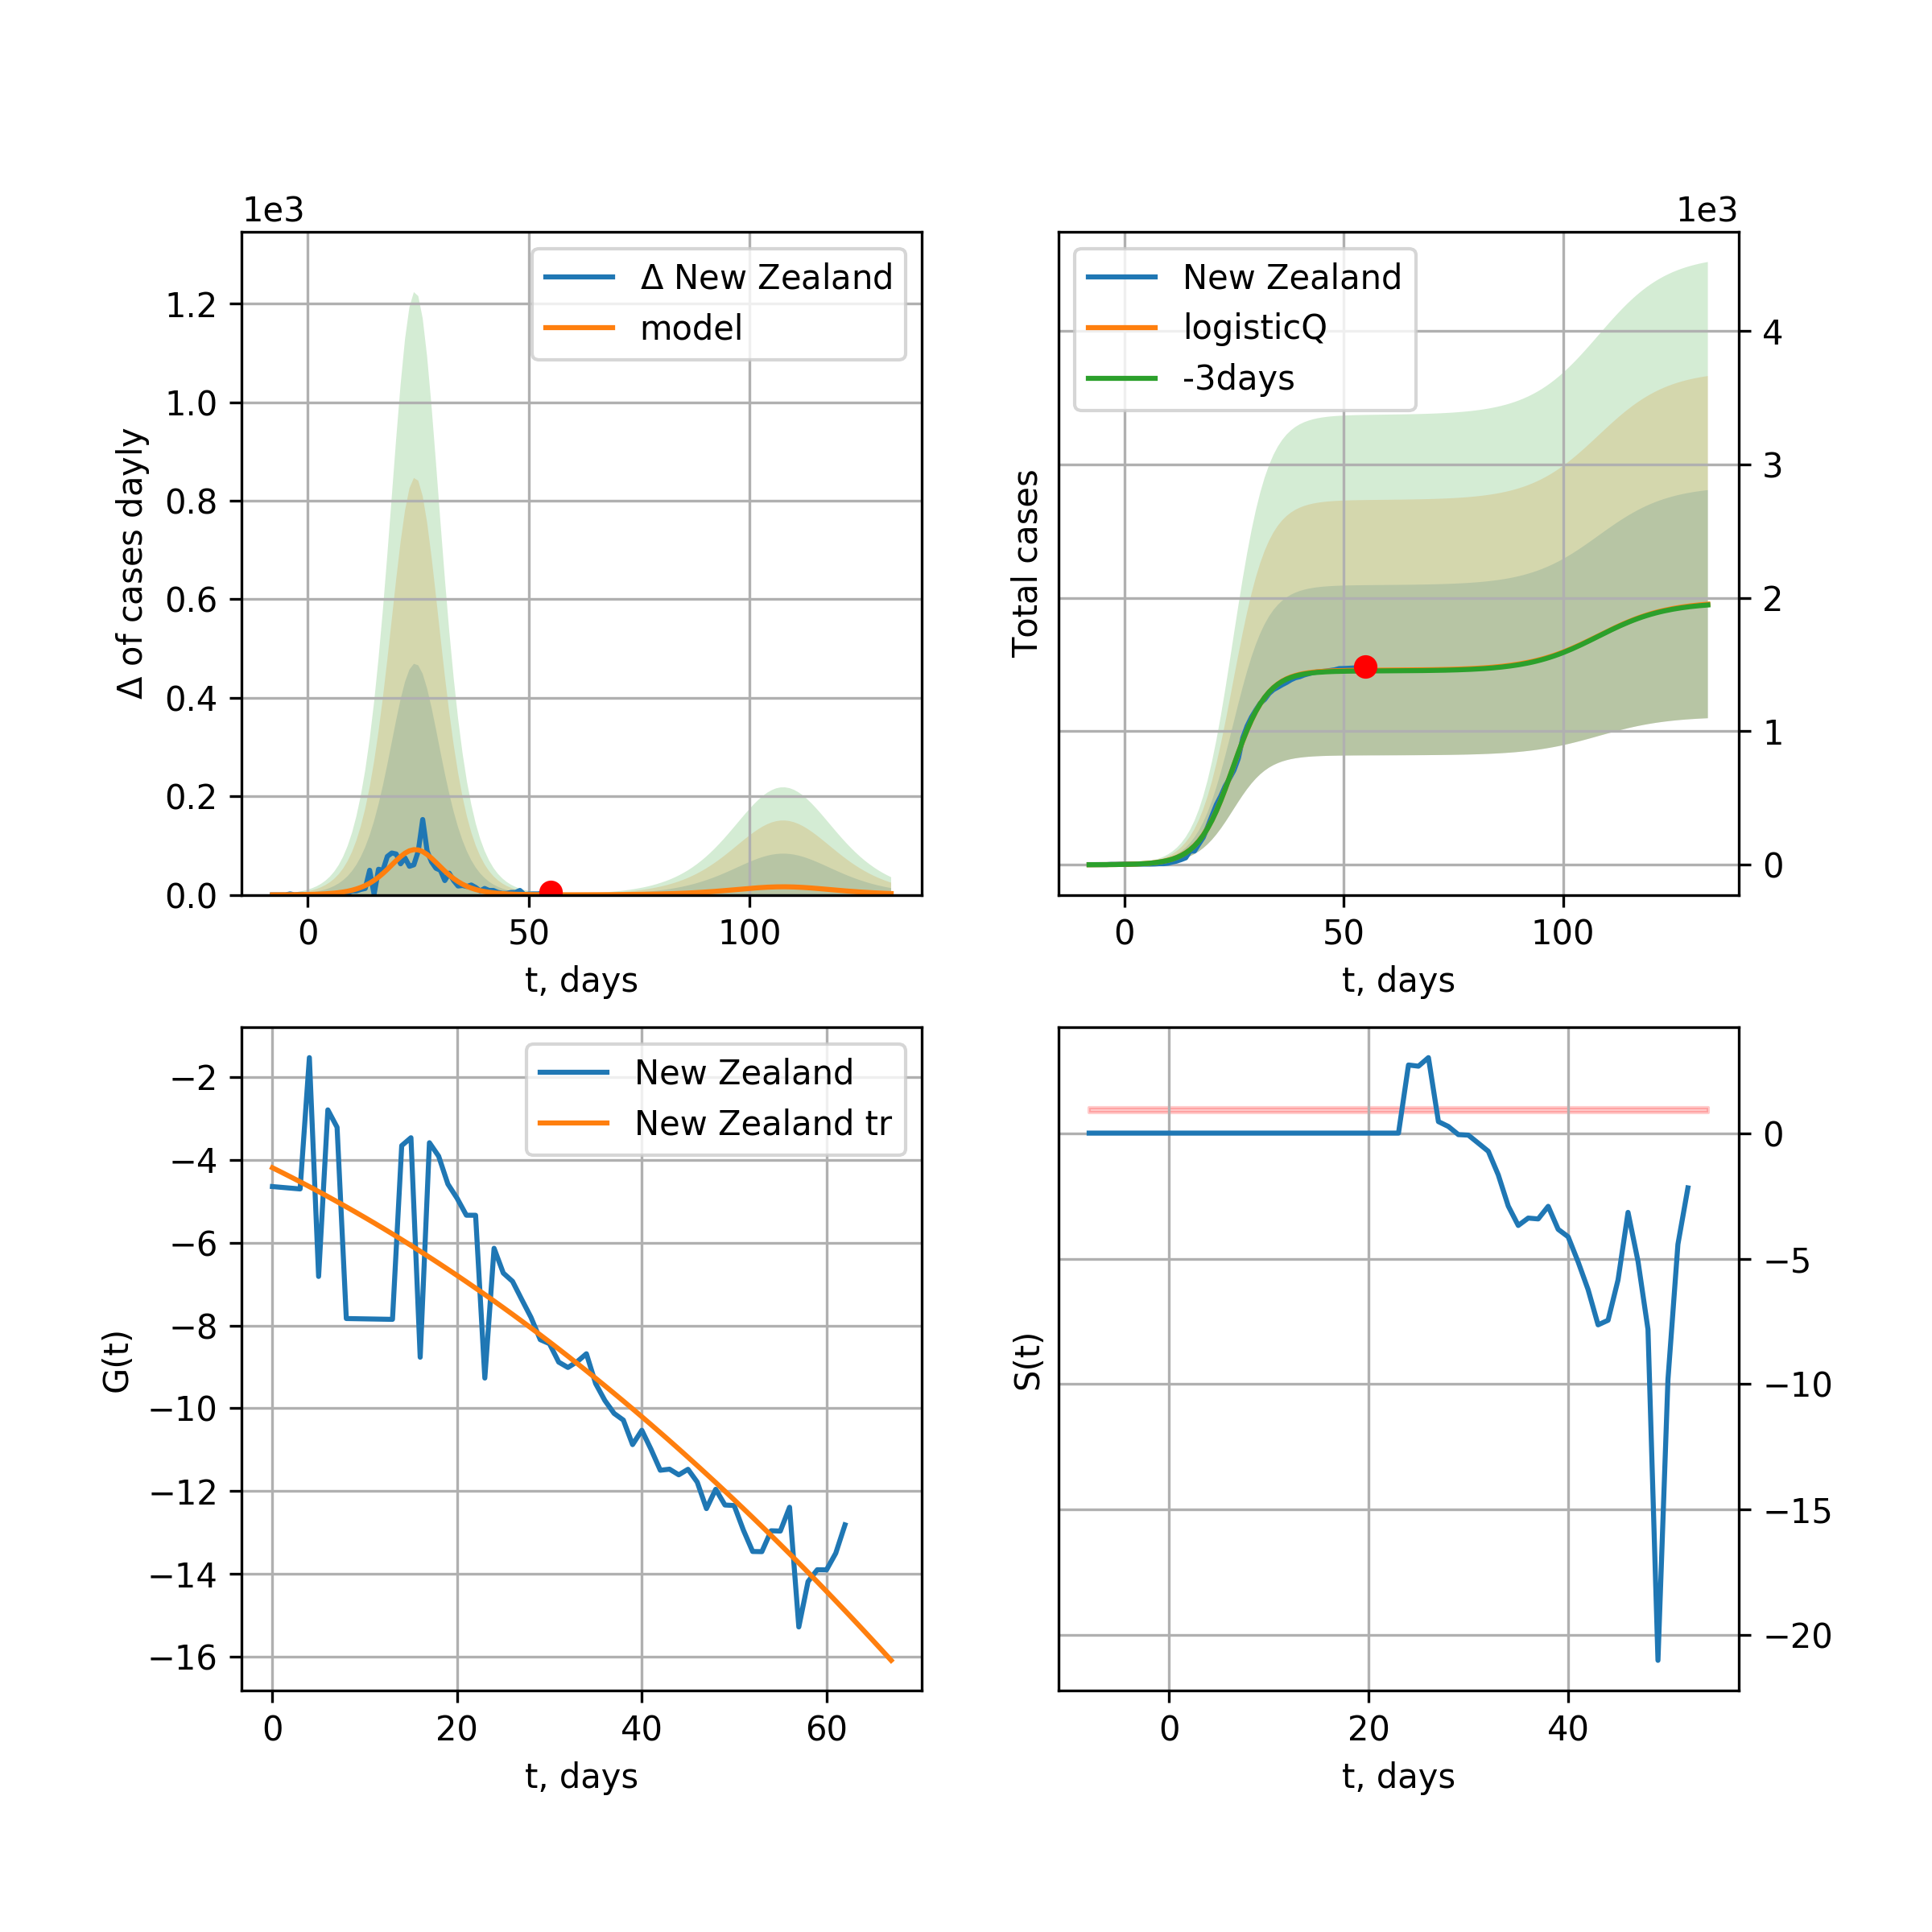 1e3
Δ of cases dayly
1.2
1.0
0.8
0.6
0.4
0.2
0.0
Δ New Zealand
model
0 50 100
t, days
1e3
Total cases
New Zealand
logisticQ
-3days
4
3
2
1
0
0 50 100
t, days
G(t)
−2
−4
−6
−8
−10
−12
−14
−16
New Zealand
New Zealand tr
0 20 40 60
t, days
S(t)
0
−5
−10
−15
−20
0 20 40
t, days